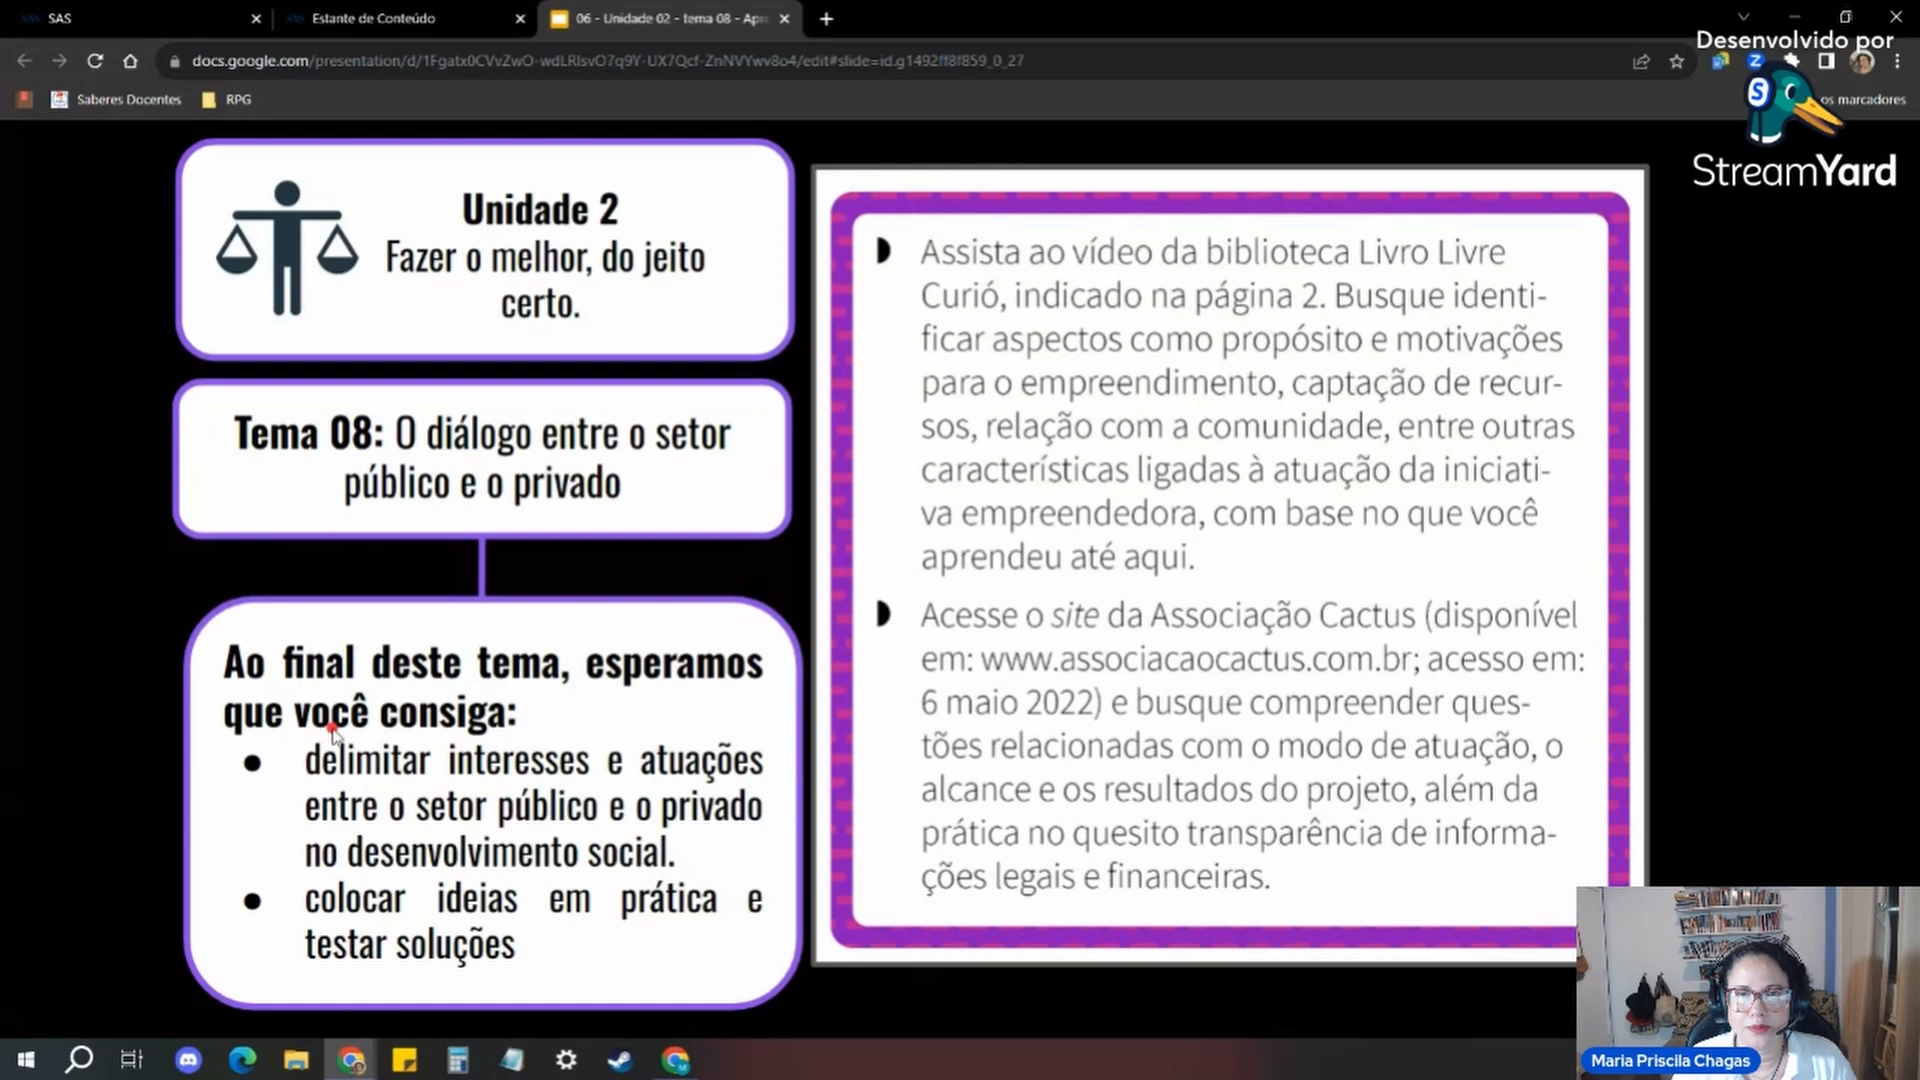 SAS
Estante de Conteúdo
06 - Unidade 02 - tema 08 - Apr
Desenvolvido por
docs.google.com/presentation/d/1Fgatx0CVvZwO-wdLRlsvO7q9Y-UX7Qcf-ZnNVYwv8o4/edit#slide=id.g1492ff8f859_0_27
Saberes Docentes
RPG
os marcadores
StreamYard
Unidade 2
Fazer o melhor, do jeito
certo.
Tema 08: O diálogo entre o setor
público e o privado
Ao final deste tema, esperamos
que você consiga:
● delimitar interesses e atuações
entre o setor público e o privado
no desenvolvimento social.
● colocar ideias em prática e
testar soluções
Assista ao vídeo da biblioteca Livro Livre
Curió, indicado na página 2. Busque identi-
ficar aspectos como propósito e motivações
para o empreendimento, captação de recur-
sos, relação com a comunidade, entre outras
características ligadas à atuação da iniciati-
va empreendedora, com base no que você
aprendeu até aqui.
Acesse o site da Associação Cactus (disponível
em: www.associacaocactus.com.br; acesso em:
6 maio 2022) e busque compreender ques-
tões relacionadas com o modo de atuação, o
alcance e os resultados do projeto, além da
prática no quesito transparência de informa-
ções legais e financeiras.
Maria Priscila Chagas